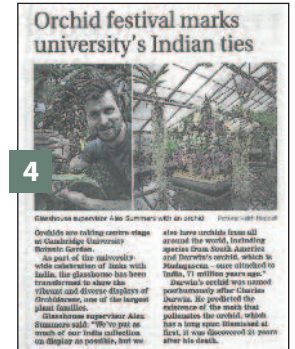 Orchid festival marks
university's Indian ties
4
Glasshouse supervisor Alex Summers with an orchid
Orchids are taking centre stage
at Cambridge University
Botanic Garden.
As part of the university-
wide celebration of links with
India, the glasshouse has been
transformed to show the
vibrant and diverse displays of
Orchidaceae, one of the largest
plant families.
Glasshouse supervisor Alex
Summers said: "We've put as
much of our India collection
on display as possible, but we
also have orchids from all
around the world, including
species from South America
and Darwin's orchid, which is
Madagascan – once attached to
India, 71 million years ago."
Darwin's orchid was named
posthumously after Charles
Darwin. He predicted the
existence of the moth that
pollenates the orchid, which
has a long spur. Dismissed at
first, it was discovered 21 years
after his death.